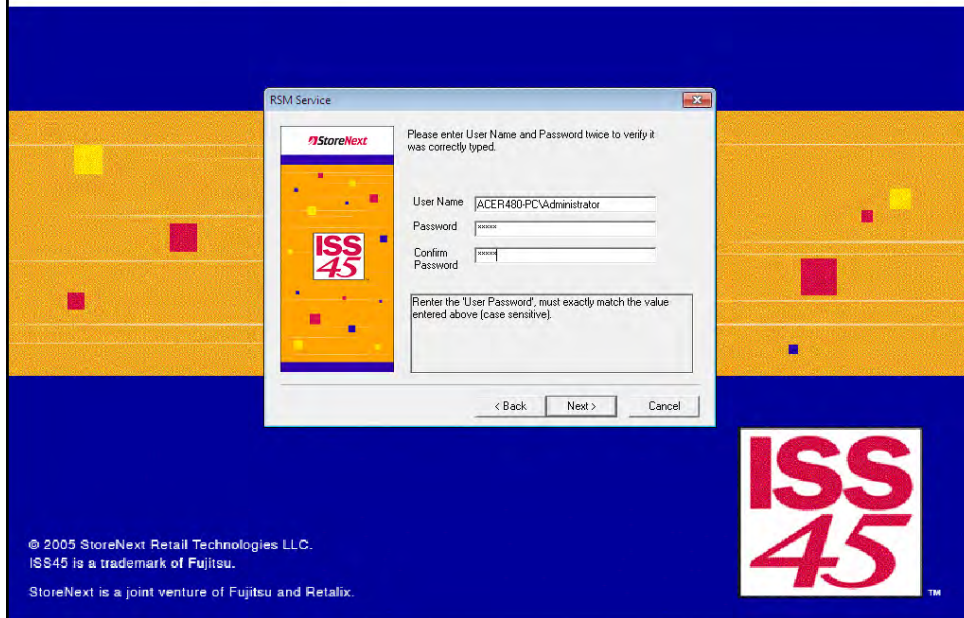 RSM Service
StoreNext
ISS
45
Please enter User Name and Password twice to verify it
was correctly typed.
User Name ACER480-PC\Administrator
Password xxxxx
Confirm
Password xxxxx
Renter the 'User Password', must exactly match the value
entered above (case sensitive).
< Back Next > Cancel
ISS
45
TM
© 2005 StoreNext Retail Technologies LLC.
ISS45 is a trademark of Fujitsu.
StoreNext is a joint venture of Fujitsu and Retalix.